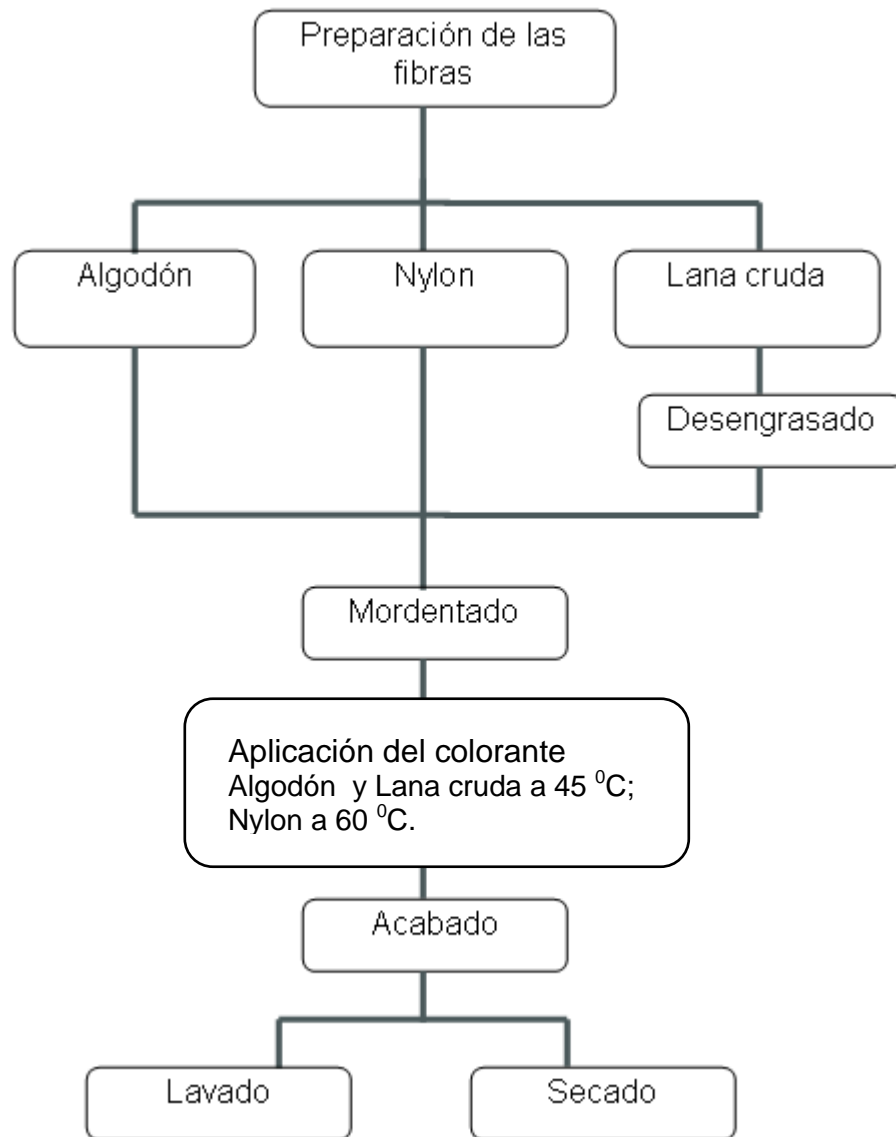 Preparación de las
fibras
Algodón
Nylon
Lana cruda
Desengrasado
Mordentado
Aplicación del colorante
Algodón y Lana cruda a 45 ⁰C;
Nylon a 60 ⁰C.
Acabado
Lavado
Secado